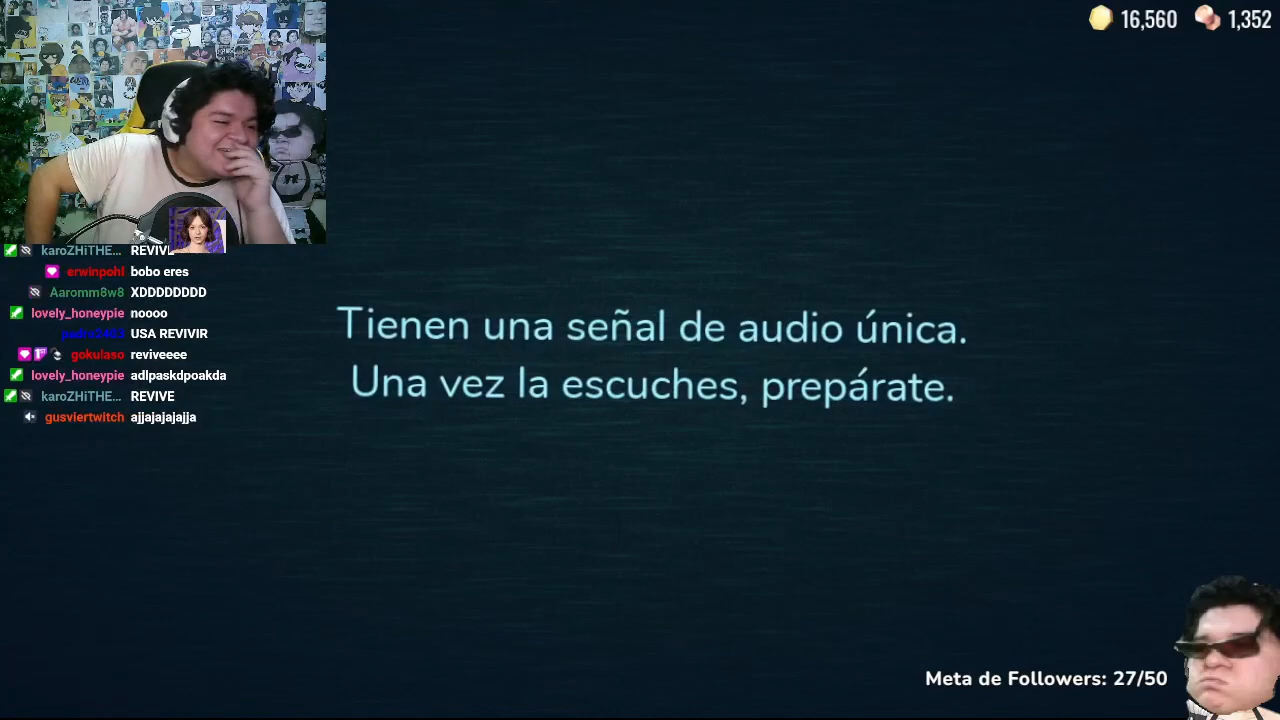 16,560 1,352
karoZHiTHE... REVIVE
erwinpohl bobo eres
Aaromm8w8 XDDDDDDDD
lovely_honeypie noooo
USA REVIVIR
gokulaso reviveeee
lovely_honeypie adlpaskdpoakda
karoZHiTHE... REVIVE
gusviertwitch ajjajajajajja
Tienen una señal de audio única.
Una vez la escuches, prepárate.
Meta de Followers: 27/50